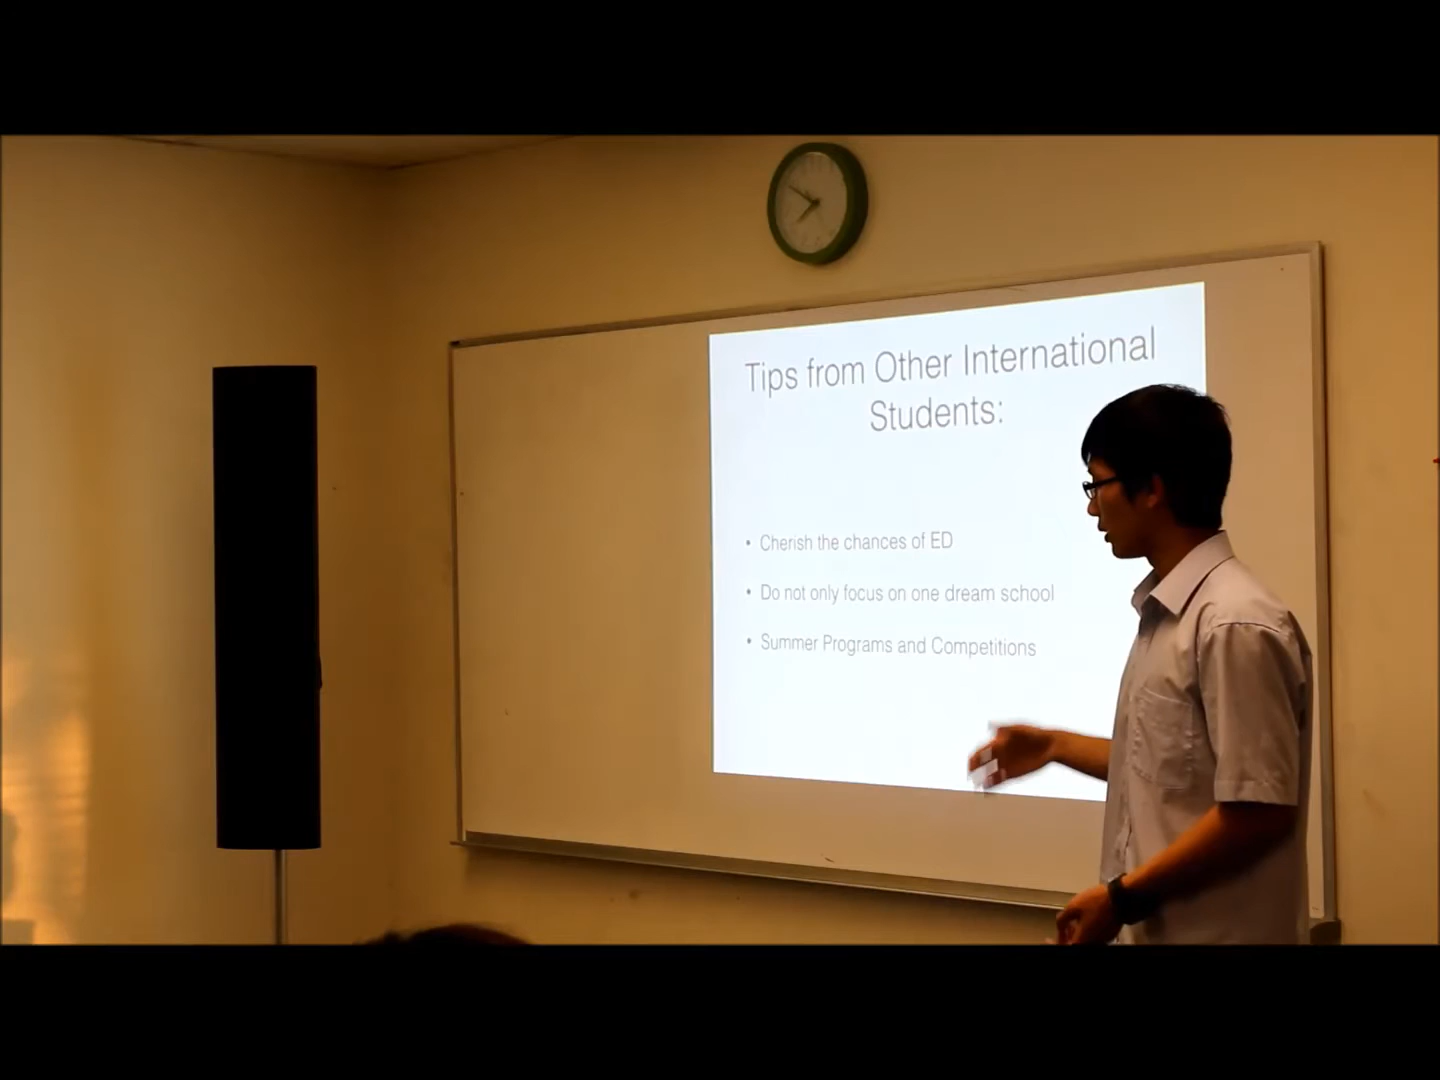 Tips from Other International
Students:
• Cherish the chances of ED
• Do not only focus on one dream school
• Summer Programs and Competitions